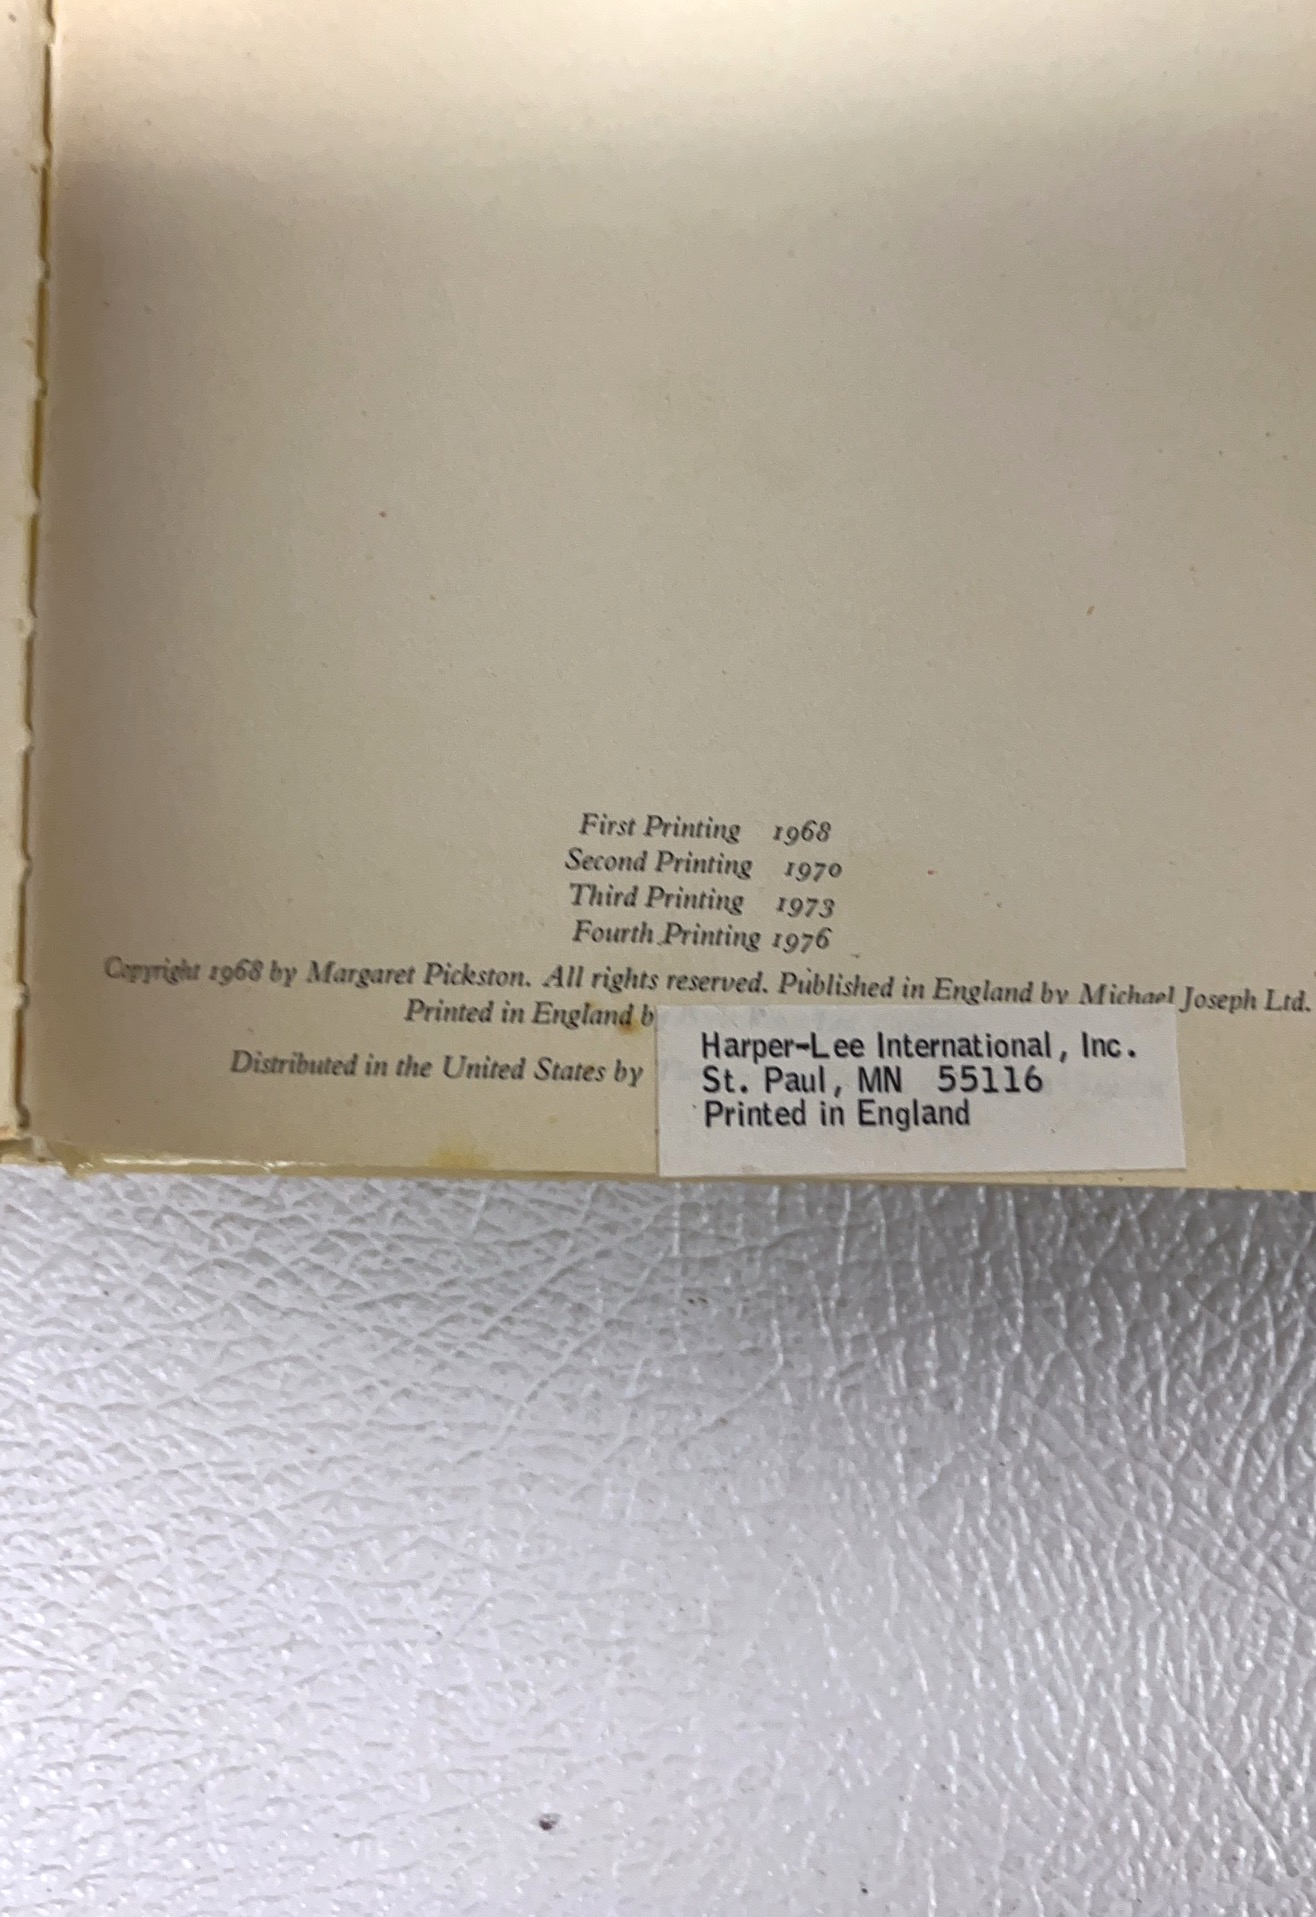 First Printing 1968
Second Printing 1970
Third Printing 1973
Fourth Printing 1976
Copyright 1968 by Margaret Pickston. All rights reserved. Published in England by Michael Joseph Ltd.
Printed in England b
Distributed in the United States by
Harper-Lee International, Inc.
St. Paul, MN 55116
Printed in England